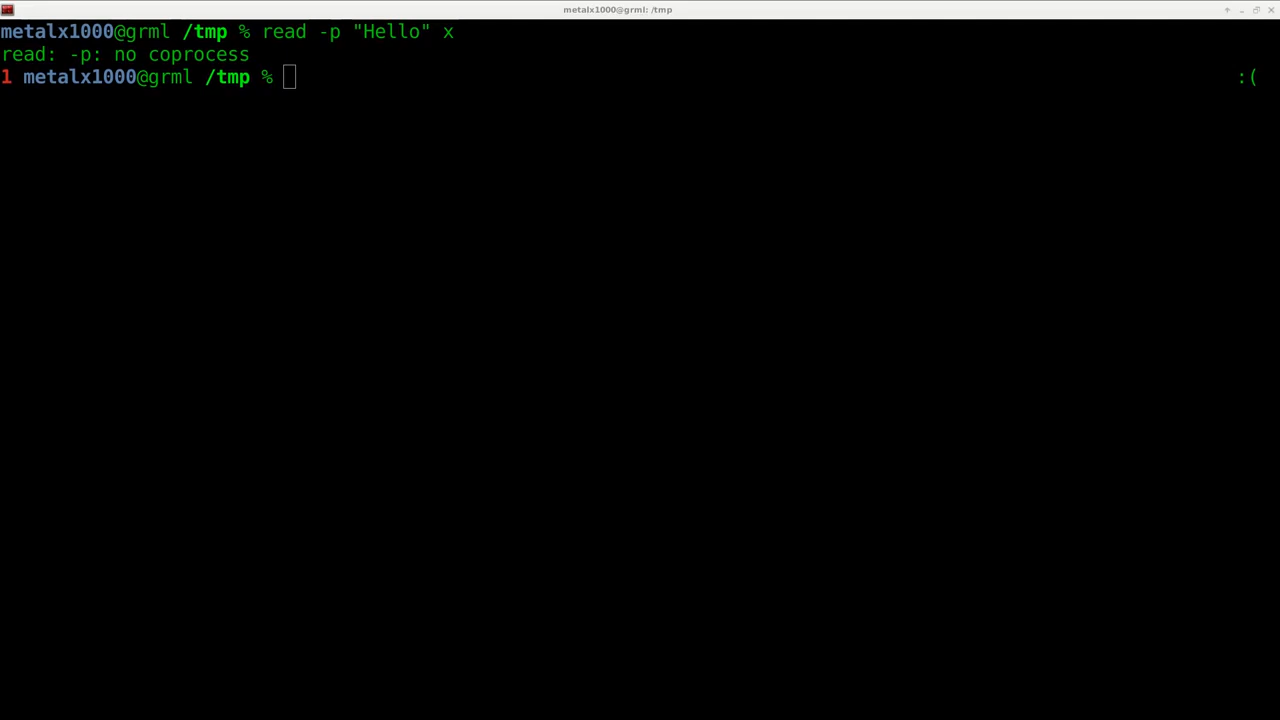 metalx1000@grml: /tmp
metalx1000@grml /tmp % read -p "Hello" x
read: -p: no coprocess
1 metalx1000@grml /tmp % :(